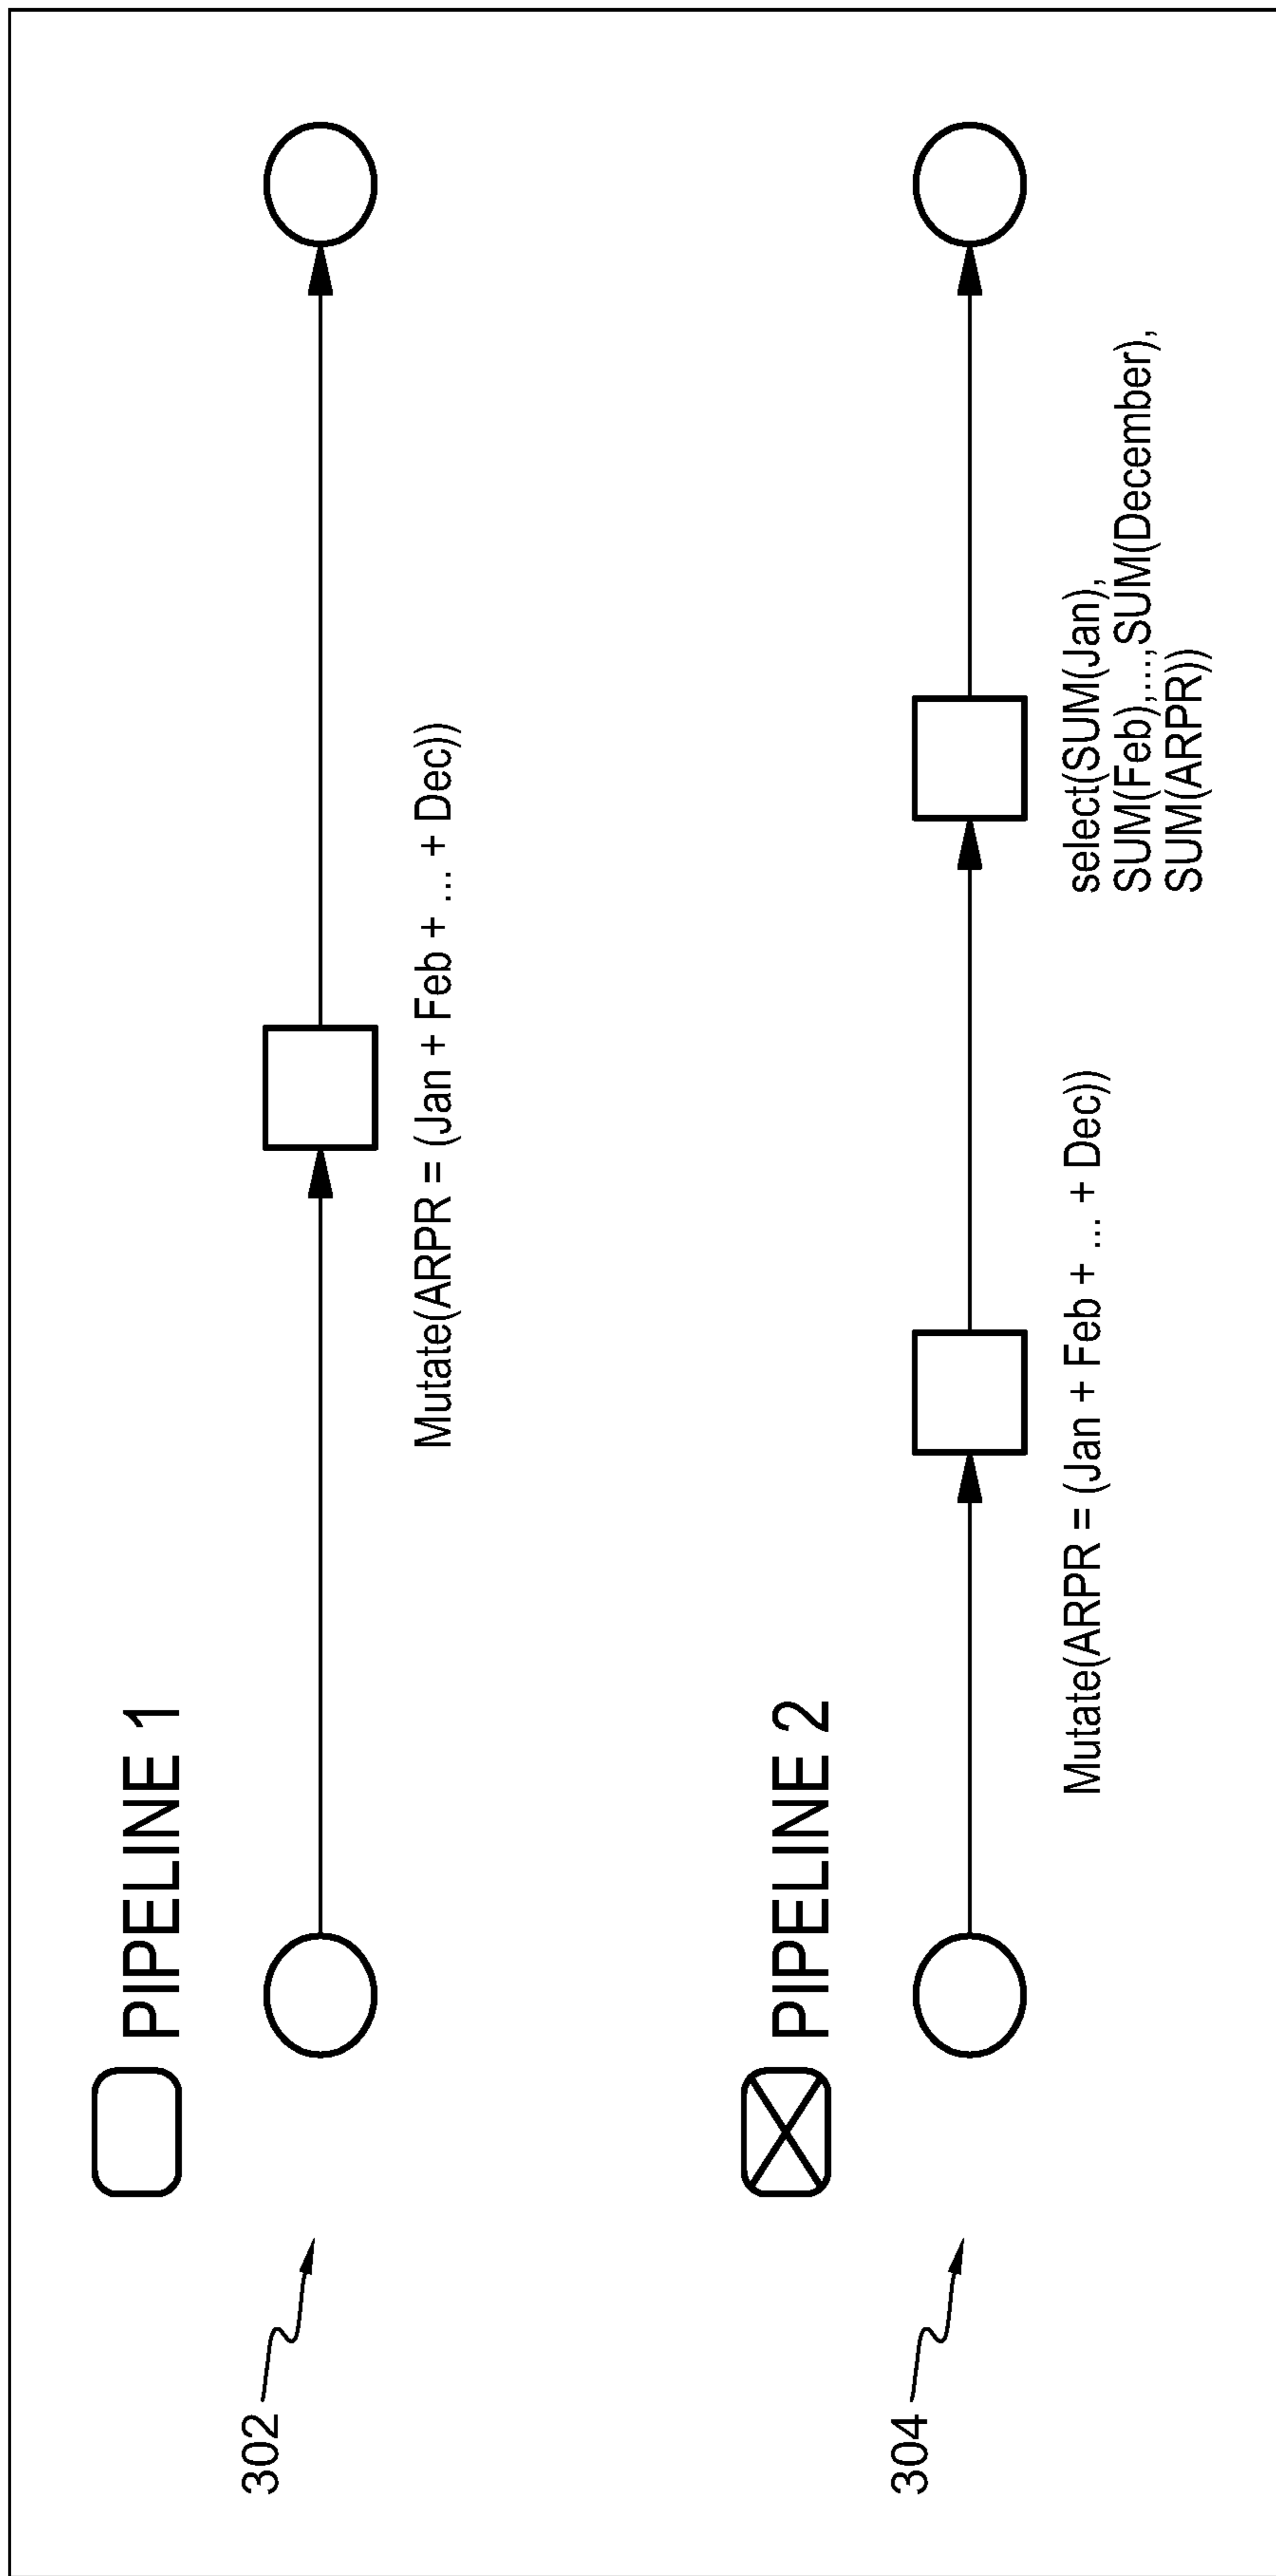 PIPELINE 1
302
Mutate(ARPR = (Jan + Feb + ... + Dec))
PIPELINE 2
304
Mutate(ARPR = (Jan + Feb + ... + Dec))
select(SUM(Jan),
SUM(Feb),...,SUM(December),
SUM(ARPR))